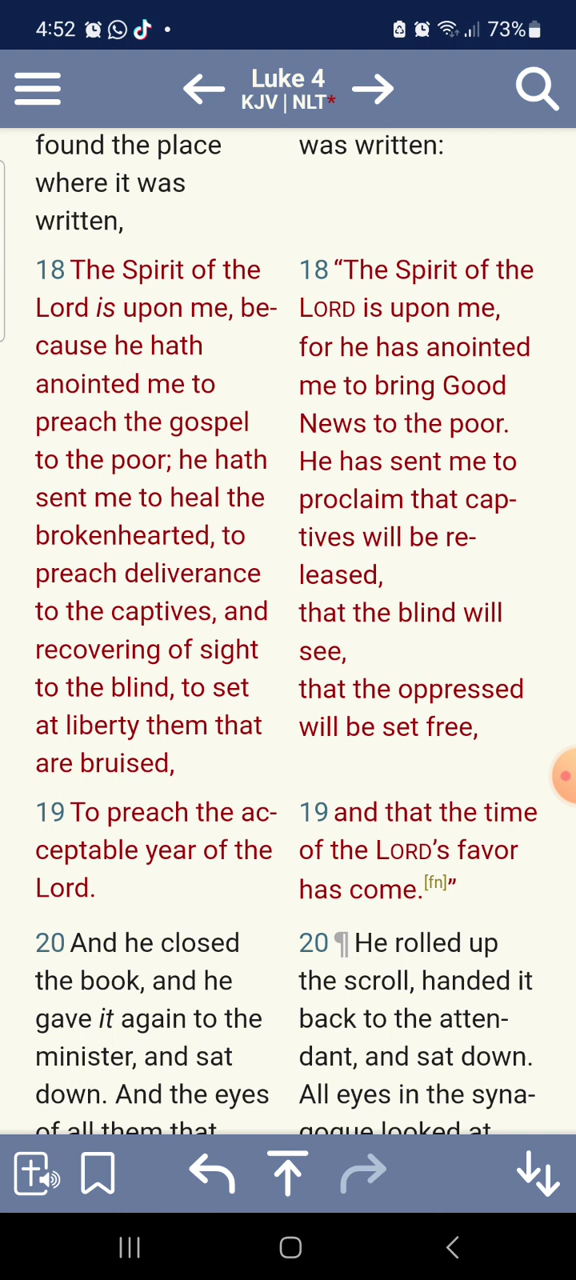 4:52
73%
Luke 4
KJV | NLT*
found the place
where it was
written,
18 The Spirit of the
Lord is upon me, be-
cause he hath
anointed me to
preach the gospel
to the poor; he hath
sent me to heal the
brokenhearted, to
preach deliverance
to the captives, and
recovering of sight
to the blind, to set
at liberty them that
are bruised,
19 To preach the ac-
ceptable year of the
Lord.
20 And he closed
the book, and he
gave it again to the
minister, and sat
down. And the eyes
of all them that
was written:
18 “The Spirit of the
LORD is upon me,
for he has anointed
me to bring Good
News to the poor.
He has sent me to
proclaim that cap-
tives will be re-
leased,
that the blind will
see,
that the oppressed
will be set free,
19 and that the time
of the LORD’s favor
has come.[fn]”
20 ¶ He rolled up
the scroll, handed it
back to the atten-
dant, and sat down.
All eyes in the syna-
gogue looked at